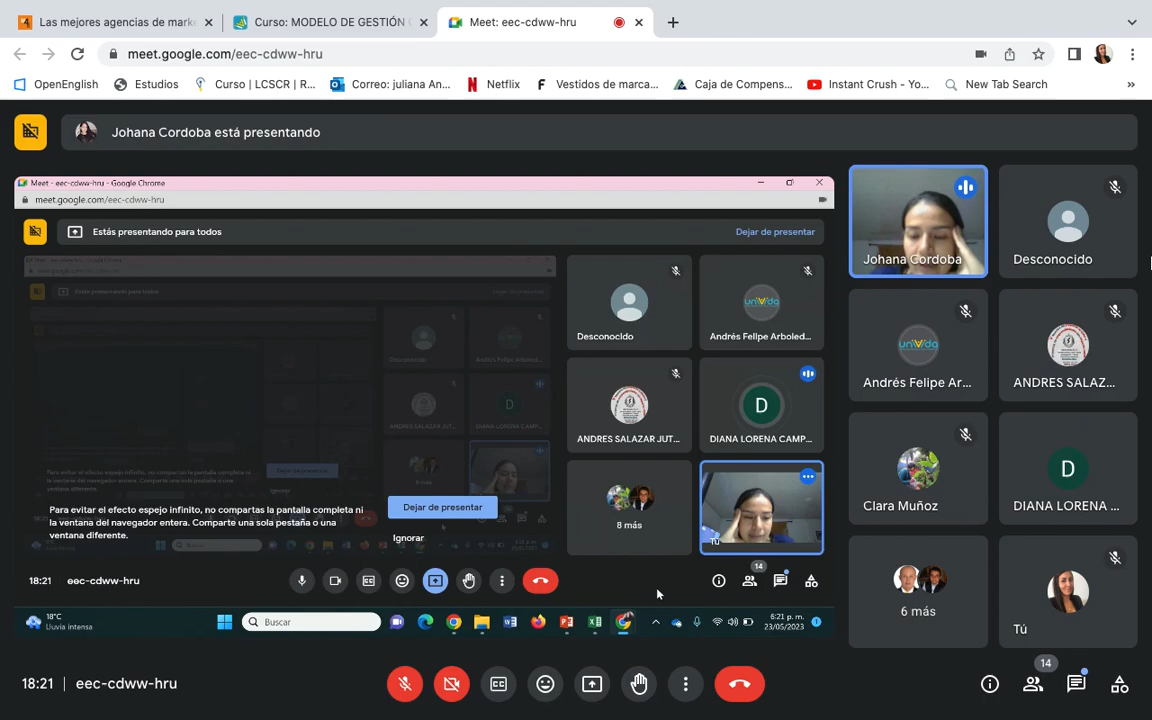 Las mejores agencias de marke
Curso: MODELO DE GESTIÓN
Meet: eec-cdww-hru
meet.google.com/eec-cdww-hru
OpenEnglish
Estudios
Curso | LCSCR | R...
Correo: juliana An...
Netflix
Vestidos de marca...
Caja de Compens...
Instant Crush - Yo...
New Tab Search
»
Johana Cordoba está presentando
Meet - eec-cdww-hru - Google Chrome
meet.google.com/eec-cdww-hru
Estás presentando para todos
Dejar de presentar
Desconocido
Andrés Felipe Arboled...
ANDRES SALAZAR JUT...
D
DIANA LORENA CAMP...
8 más
Tú
Para evitar el efecto espejo infinito, no compartas la pantalla completa ni
la ventana del navegador entera. Comparte una sola pestaña o una
ventana diferente.
Dejar de presentar
Ignorar
18:21
eec-cdww-hru
14
18°C
Lluvia intensa
Buscar
6:21 p. m.
23/05/2023
Johana Cordoba
Desconocido
univida
Andrés Felipe Ar...
ANDRES SALAZ...
Clara Muñoz
D
DIANA LORENA ...
6 más
Tú
18:21 | eec-cdww-hru
14